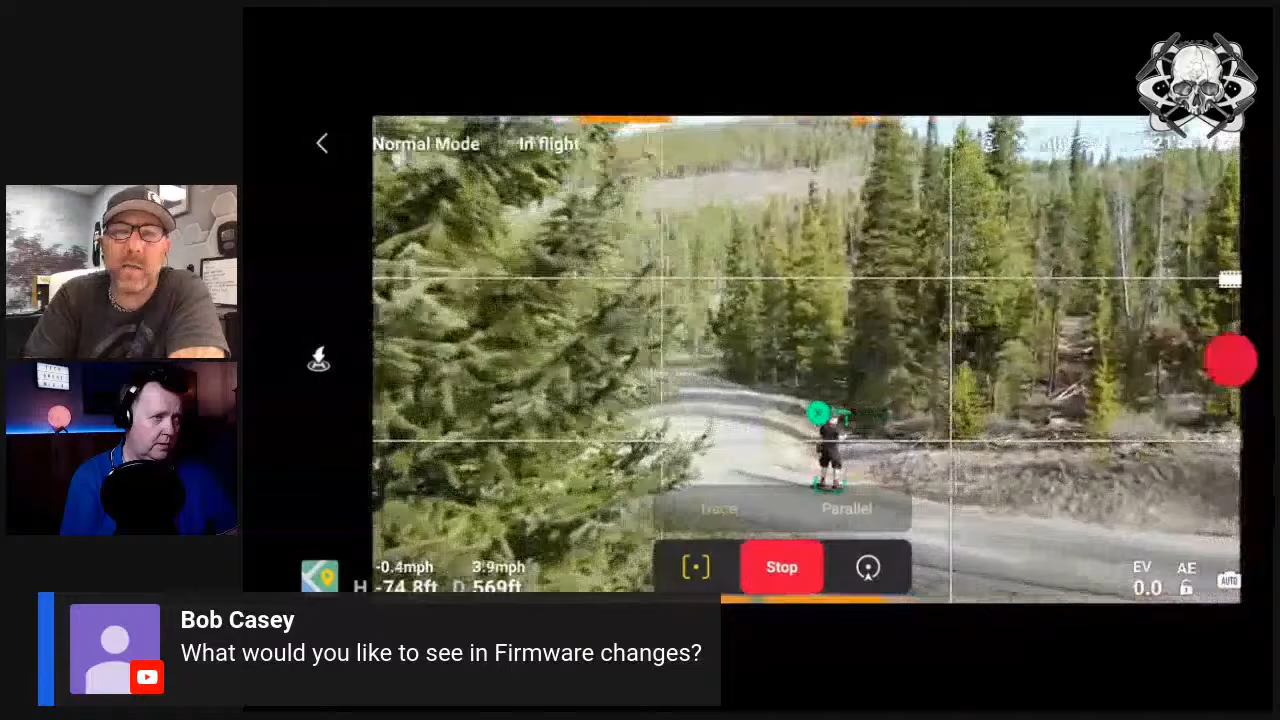 Normal Mode In flight
Trace Parallel
Stop
-0.4mph 3.9mph
H -74.8ft D 569ft
EV AE
0.0
AUTO
Bob Casey
What would you like to see in Firmware changes?